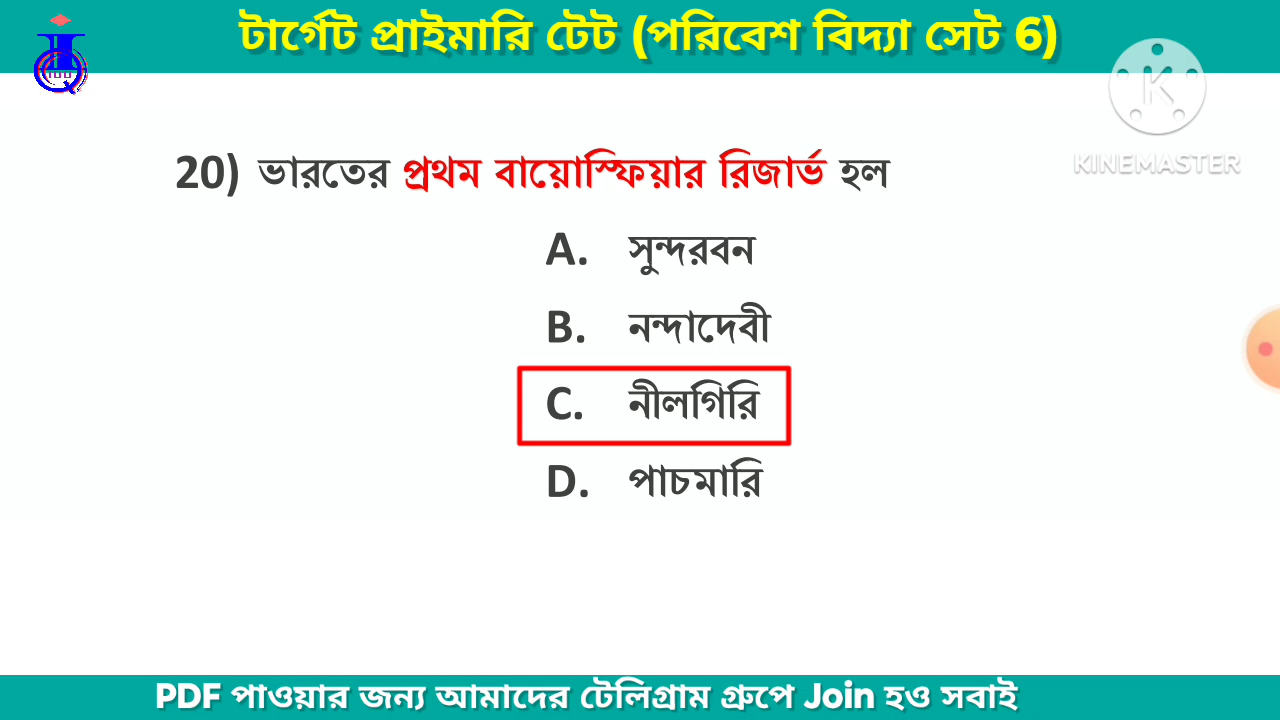 টার্গেট প্রাইমারি টেট (পরিবেশ বিদ্যা সেট 6)
K
KINEMASTER
20) ভারতের প্রথম বায়োস্ফিয়ার রিজার্ভ হল
A. সুন্দরবন
B. নন্দাদেবী
C. নীলগিরি
D. পাচমারি
PDF পাওয়ার জন্য আমাদের টেলিগ্রাম গ্রুপে Join হও সবাই